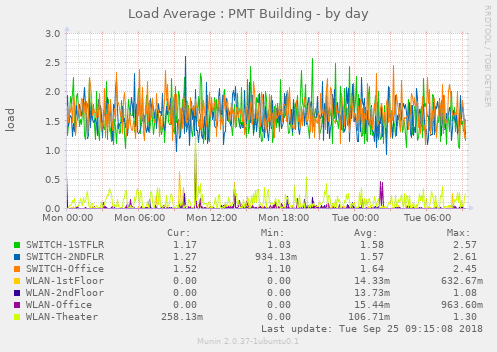 Load Average : PMT Building - by day
RRDTOOL / TOBI OETIKER
load
3.0
2.5
2.0
1.5
1.0
0.5
0.0
Mon 00:00 Mon 06:00 Mon 12:00 Mon 18:00 Tue 00:00 Tue 06:00
Cur: Min: Avg: Max:
SWITCH-1STFLR 1.17 1.03 1.58 2.57
SWITCH-2NDFLR 1.27 934.13m 1.57 2.61
SWITCH-Office 1.52 1.10 1.64 2.45
WLAN-1stFloor 0.00 0.00 14.33m 632.67m
WLAN-2ndFloor 0.00 0.00 13.73m 1.08
WLAN-Office 0.00 0.00 15.44m 963.60m
WLAN-Theater 258.13m 0.00 106.71m 1.30
Last update: Tue Sep 25 09:15:08 2018
Munin 2.0.37-1ubuntu0.1